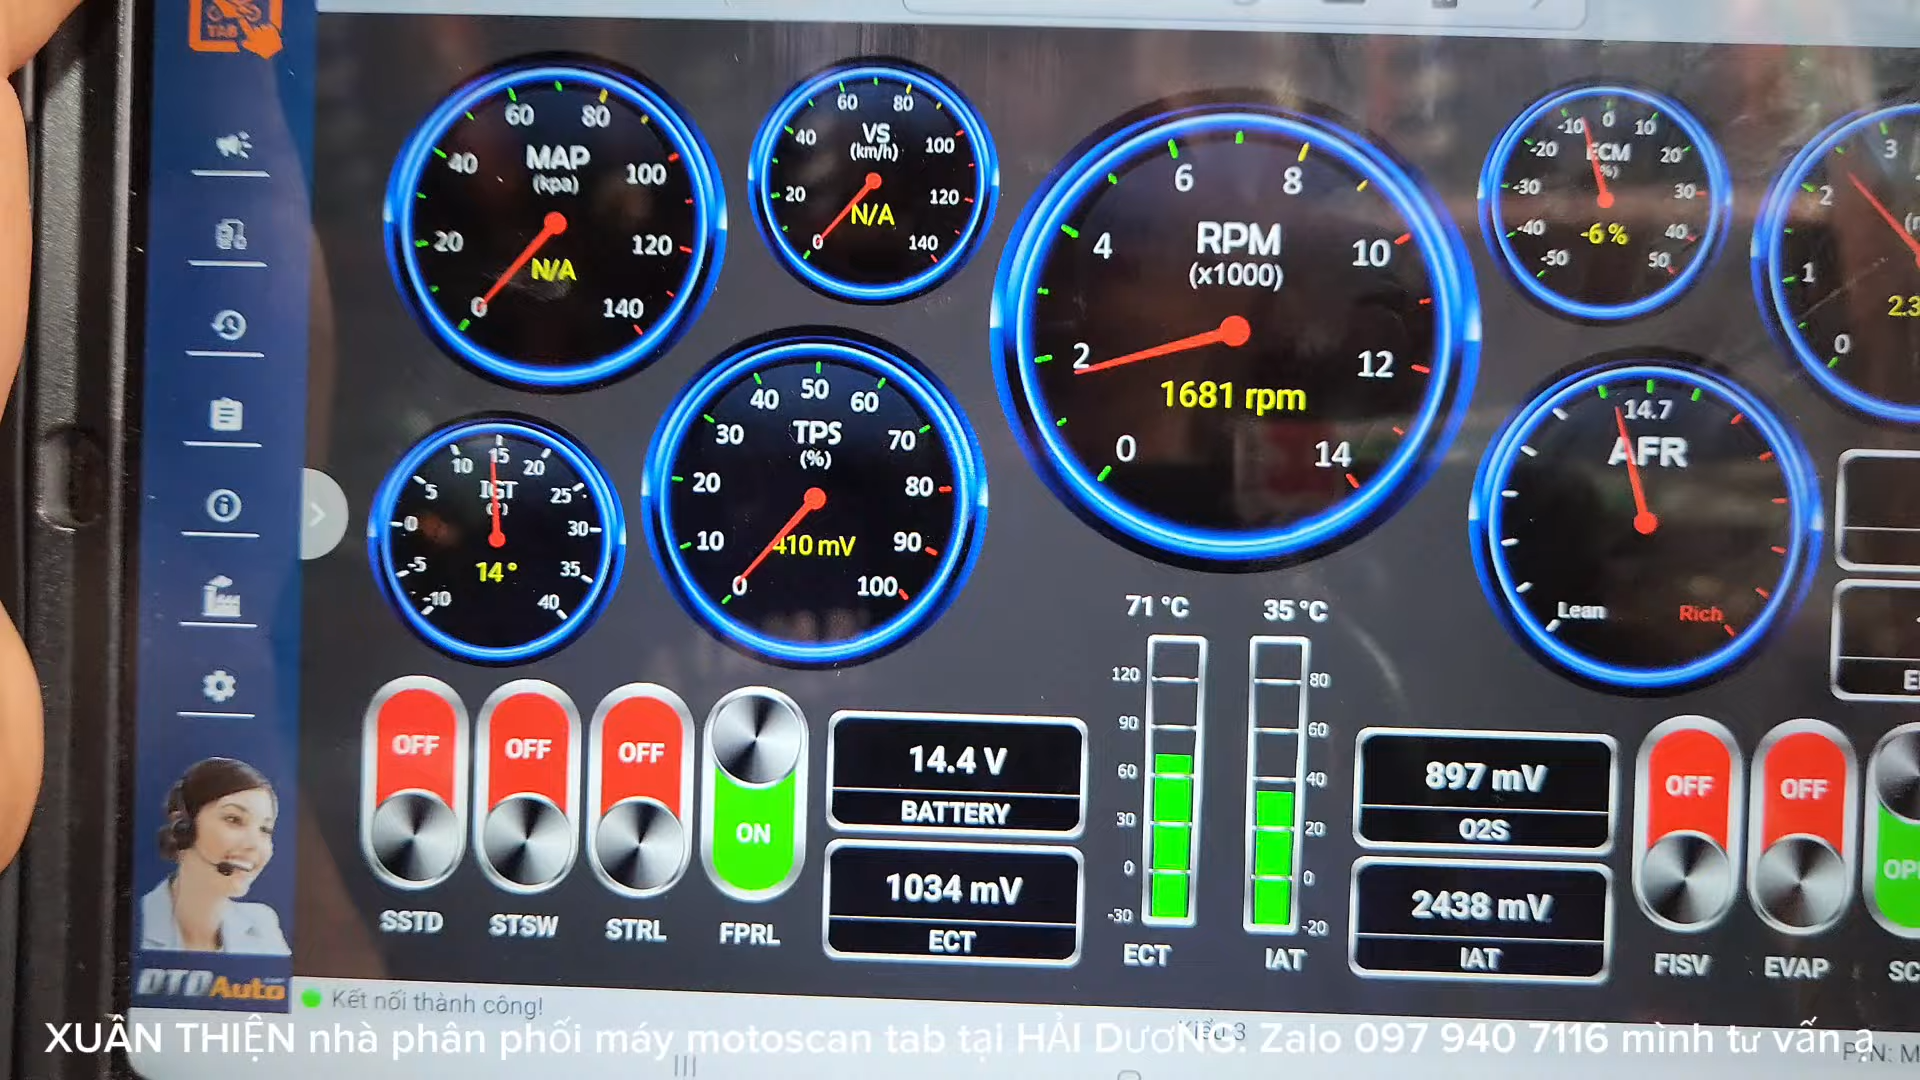 TAB
60 80
40 MAP 100
(kpa)
20 N/A 120
0 140
60 80
40 VS 100
(km/h)
20 N/A 120
0 140
6 8
4 RPM 10
(x1000)
2 12
1681 rpm
0 14
-10 0 10
-20 ECM 20
(%)
-30 30
-40 -6 % 40
-50 50
3
2
1
2.3
0
10 15 20
5 IGT 25
(°)
0 30
-5 14° 35
-10 40
40 50 60
30 TPS 70
(%)
20 80
10 410 mV 90
0 100
14.7
AFR
Lean Rich
71 °C 35 °C
120 80
90 60
60 40
30 20
0 0
-30 -20
ECT IAT
OFF OFF OFF ON
SSTD STSW STRL FPRL
14.4 V
BATTERY
1034 mV
ECT
897 mV
O2S
2438 mV
IAT
OFF OFF OP
FISV EVAP SC
OTOAuto
Kết nối thành công!
Kiểu 3
P/N: M
XUÂN THIỆN nhà phân phối máy motoscan tab tại HẢI DươNG. Zalo 097 940 7116 mình tư vấn ạ